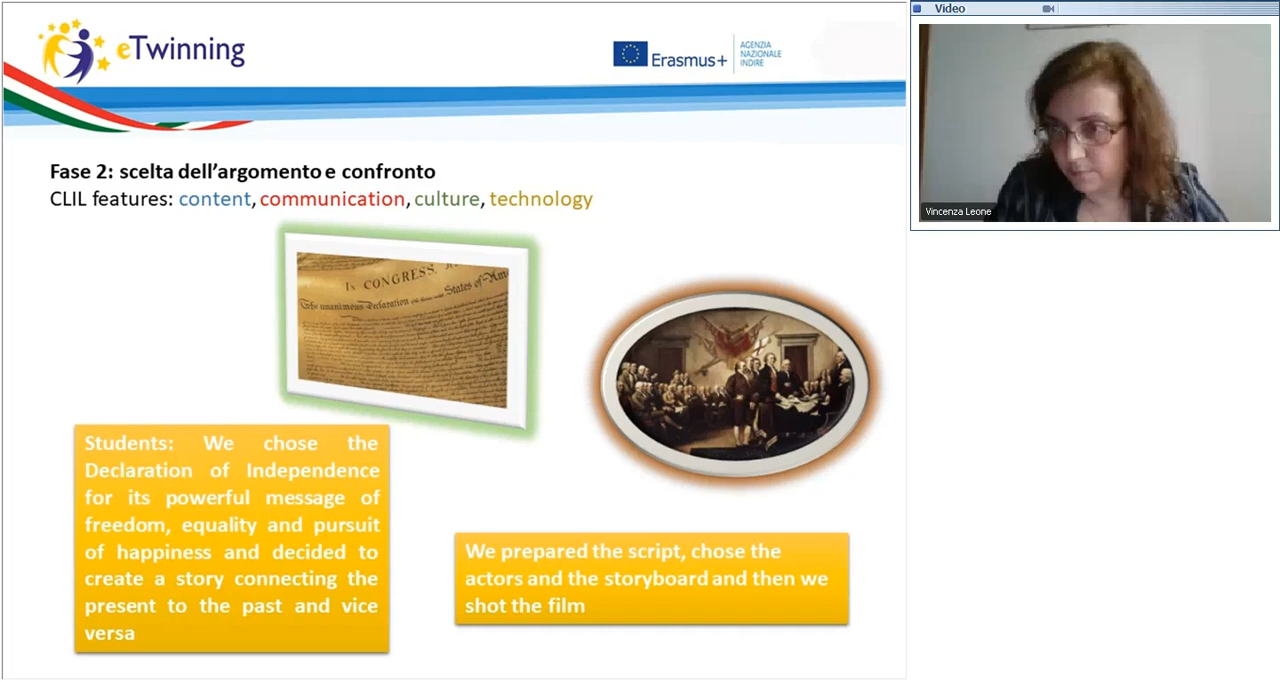 eTwinning
Erasmus+
AGENZIA
NAZIONALE
INDIRE
Video
Vincenza Leone
Fase 2: scelta dell'argomento e confronto
CLIL features: content, communication, culture, technology
IN CONGRESS,
The unanimous Declaration of the States of Am
Students: We chose the
Declaration of Independence
for its powerful message of
freedom, equality and pursuit
of happiness and decided to
create a story connecting the
present to the past and vice
versa
We prepared the script, chose the
actors and the storyboard and then we
shot the film